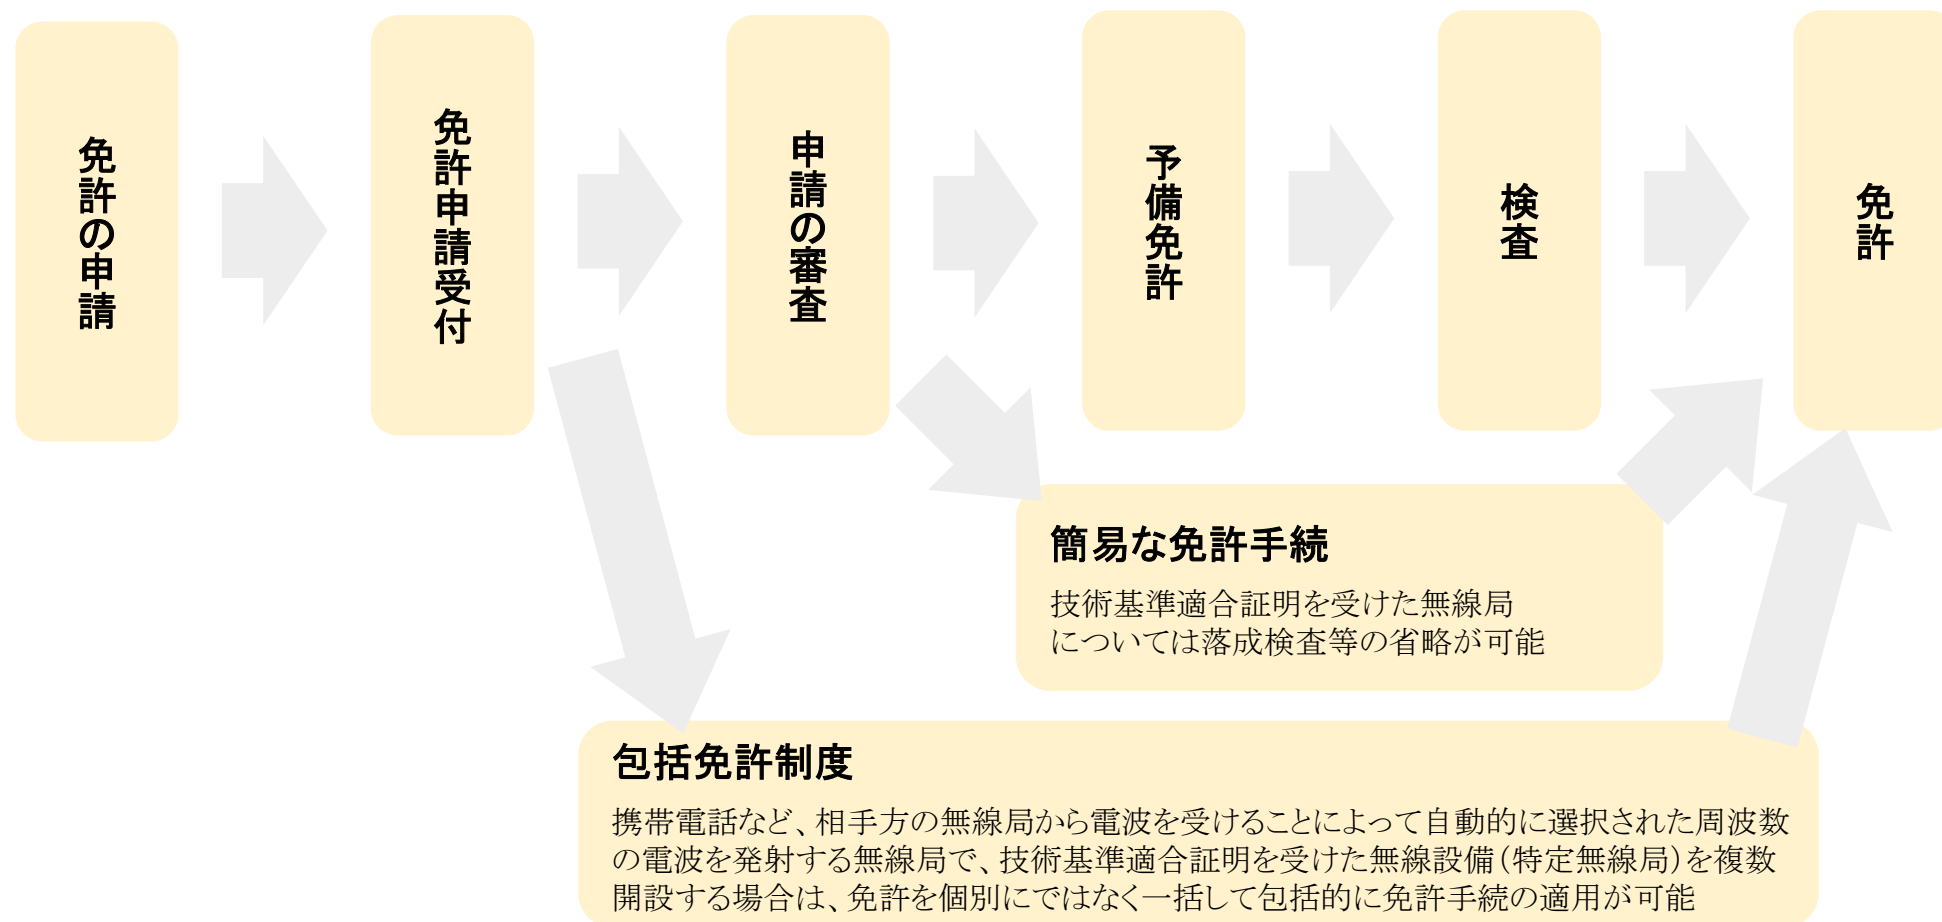 免許の申請
免許申請受付
申請の審査
予備免許
検査
免許
簡易な免許手続
技術基準適合証明を受けた無線局
については落成検査等の省略が可能
包括免許制度
携帯電話など、相手方の無線局から電波を受けることによって自動的に選択された周波数
の電波を発射する無線局で、技術基準適合証明を受けた無線設備(特定無線局)を複数
開設する場合は、免許を個別にではなく一括して包括的に免許手続の適用が可能